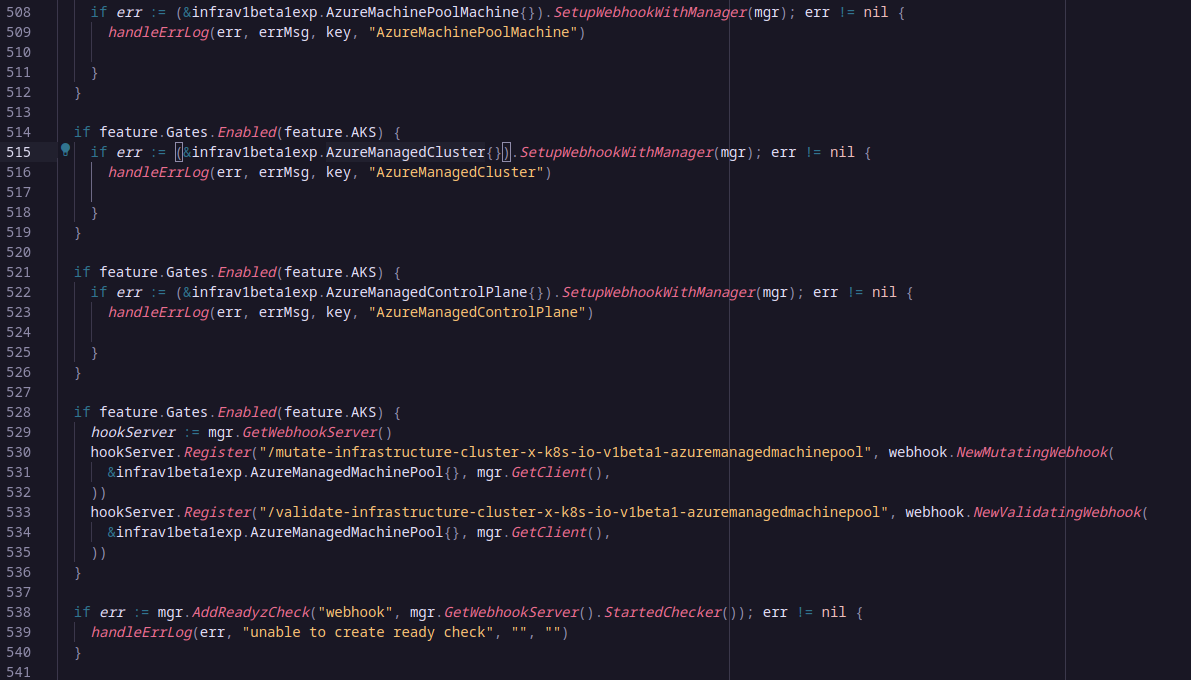 508 if err := (&infrav1beta1exp.AzureMachinePoolMachine{}).SetupWebhookWithManager(mgr); err != nil {
509 handleErrLog(err, errMsg, key, "AzureMachinePoolMachine")
510
511 }
512 }
513
514 if feature.Gates.Enabled(feature.AKS) {
515 if err := (&infrav1beta1exp.AzureManagedCluster{}).SetupWebhookWithManager(mgr); err != nil {
516 handleErrLog(err, errMsg, key, "AzureManagedCluster")
517
518 }
519 }
520
521 if feature.Gates.Enabled(feature.AKS) {
522 if err := (&infrav1beta1exp.AzureManagedControlPlane{}).SetupWebhookWithManager(mgr); err != nil {
523 handleErrLog(err, errMsg, key, "AzureManagedControlPlane")
524
525 }
526 }
527
528 if feature.Gates.Enabled(feature.AKS) {
529 hookServer := mgr.GetWebhookServer()
530 hookServer.Register("/mutate-infrastructure-cluster-x-k8s-io-v1beta1-azuremanagedmachinepool", webhook.NewMutatingWebhook(
531 &infrav1beta1exp.AzureManagedMachinePool{}, mgr.GetClient(),
532 ))
533 hookServer.Register("/validate-infrastructure-cluster-x-k8s-io-v1beta1-azuremanagedmachinepool", webhook.NewValidatingWebhook(
534 &infrav1beta1exp.AzureManagedMachinePool{}, mgr.GetClient(),
535 ))
536 }
537
538 if err := mgr.AddReadyzCheck("webhook", mgr.GetWebhookServer().StartedChecker()); err != nil {
539 handleErrLog(err, "unable to create ready check", "", "")
540 }
541